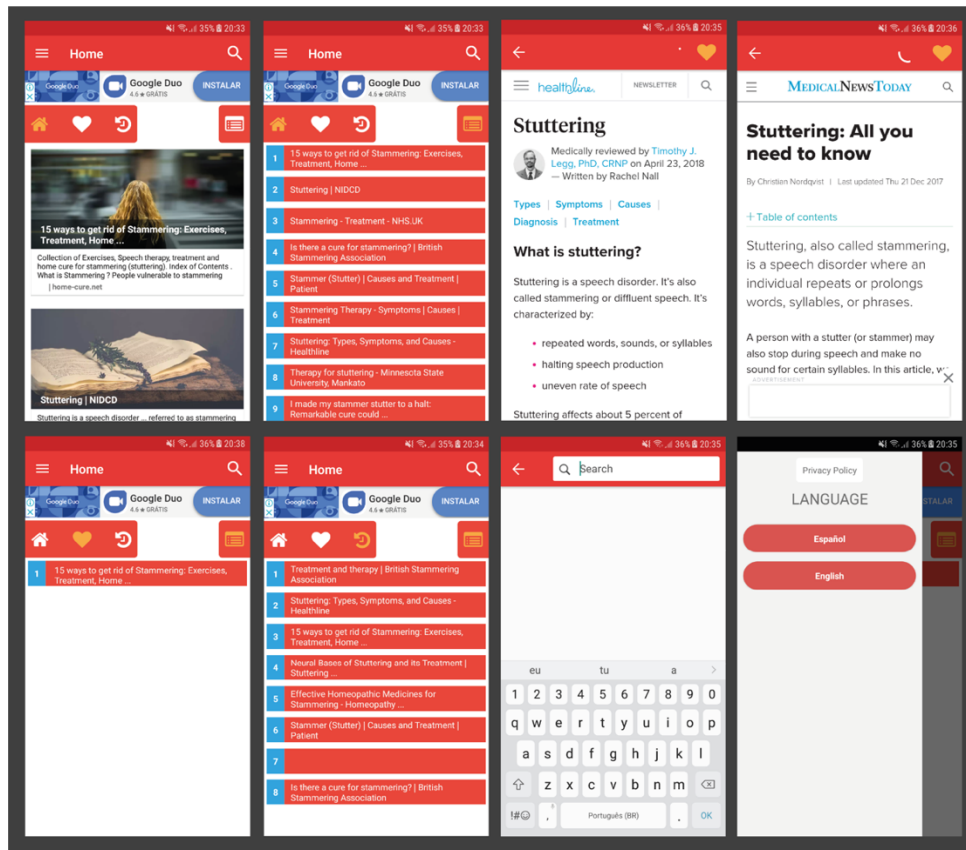 35% 20:33
Home
Google Duo
Google Duo
4.6 ★ GRÁTIS
INSTALAR
15 ways to get rid of Stammering: Exercises,
Treatment, Home ...
Collection of Exercises, Speech therapy, treatment and
home cure for stammering (stuttering). Index of Contents .
What is Stammering ? People vulnerable to stammering
| home-cure.net
Stuttering | NIDCD
Stuttering is a speech disorder ... referred to as stammering
35% 20:33
Home
Google Duo
Google Duo
4.6 ★ GRÁTIS
INSTALAR
1 15 ways to get rid of Stammering: Exercises,
Treatment, Home ...
2 Stuttering | NIDCD
3 Stammering - Treatment - NHS.UK
4 Is there a cure for stammering? | British
Stammering Association
5 Stammer (Stutter) | Causes and Treatment |
Patient
6 Stammering Therapy - Symptoms | Causes |
Treatment
7 Stuttering: Types, Symptoms, and Causes -
Healthline
8 Therapy for stuttering - Minnesota State
University, Mankato
9 I made my stammer stutter to a halt:
Remarkable cure could ...
36% 20:35
healthline
NEWSLETTER
Stuttering
Medically reviewed by Timothy J.
Legg, PhD, CRNP on April 23, 2018
— Written by Rachel Nall
Types | Symptoms | Causes |
Diagnosis | Treatment
What is stuttering?
Stuttering is a speech disorder. It's also
called stammering or diffluent speech. It's
characterized by:
• repeated words, sounds, or syllables
• halting speech production
• uneven rate of speech
Stuttering affects about 5 percent of
36% 20:36
MEDICALNEWSTODAY
Stuttering: All you
need to know
By Christian Nordqvist | Last updated Thu 21 Dec 2017
+ Table of contents
Stuttering, also called stammering,
is a speech disorder where an
individual repeats or prolongs
words, syllables, or phrases.
A person with a stutter (or stammer) may
also stop during speech and make no
sound for certain syllables. In this article,
ADVERTISEMENT
36% 20:38
Home
Google Duo
Google Duo
4.6 ★ GRÁTIS
INSTALAR
1 15 ways to get rid of Stammering: Exercises,
Treatment, Home ...
36% 20:34
Home
Google Duo
Google Duo
4.6 ★ GRÁTIS
INSTALAR
1 Treatment and therapy | British Stammering
Association
2 Stuttering: Types, Symptoms, and Causes -
Healthline
3 15 ways to get rid of Stammering: Exercises,
Treatment, Home ...
4 Neural Bases of Stuttering and its Treatment |
Stuttering ...
5 Effective Homeopathic Medicines for
Stammering - Homeopathy ...
6 Stammer (Stutter) | Causes and Treatment |
Patient
7
8 Is there a cure for stammering? | British
Stammering Association
36% 20:35
Search
eu tu a
1 2 3 4 5 6 7 8 9 0
q w e r t y u i o p
a s d f g h j k l
z x c v b n m
!#☺ , Português (BR) . OK
36% 20:35
Privacy Policy
LANGUAGE
STALAR
Español
English